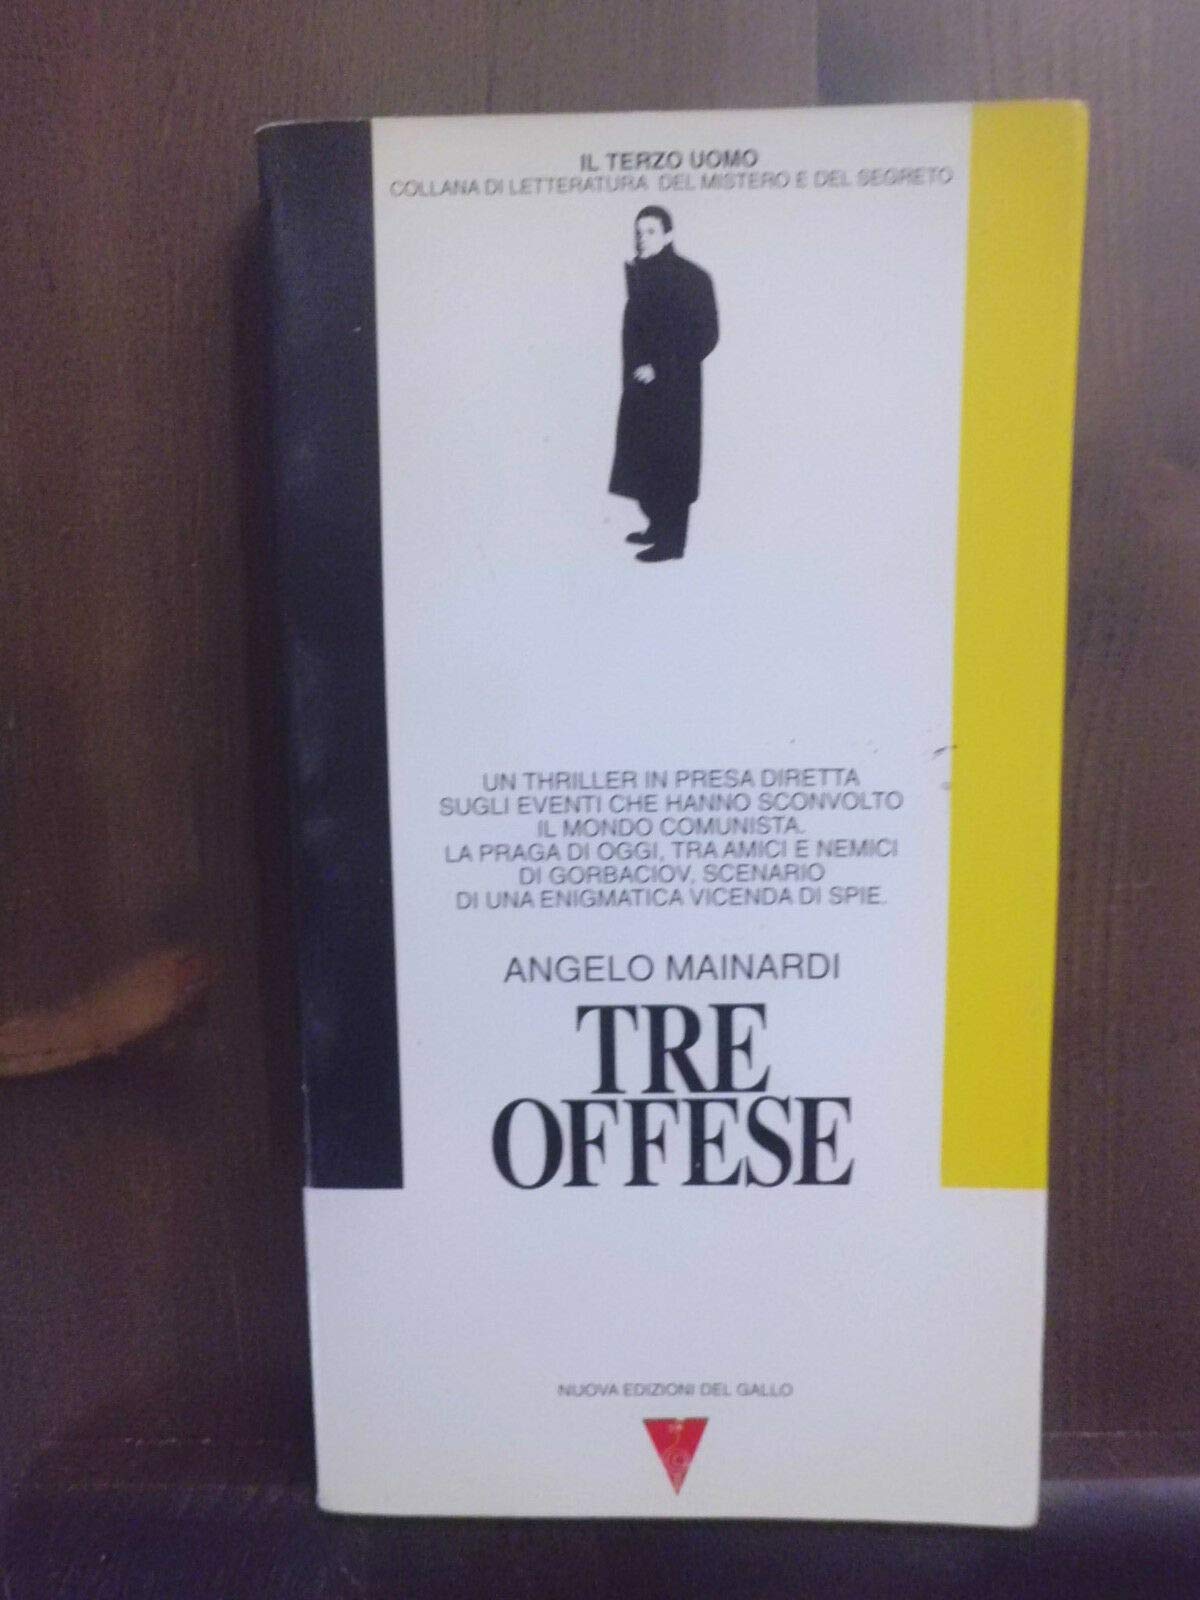 IL TERZO UOMO
COLLANA DI LETTERATURA DEL MISTERO E DEL SEGRETO
UN THRILLER IN PRESA DIRETTA
SUGLI EVENTI CHE HANNO SCONVOLTO
IL MONDO COMUNISTA.
LA PRAGA DI OGGI, TRA AMICI E NEMICI
DI GORBACIOV, SCENARIO
DI UNA ENIGMATICA VICENDA DI SPIE.
ANGELO MAINARDI
TRE
OFFESE
NUOVA EDIZIONI DEL GALLO